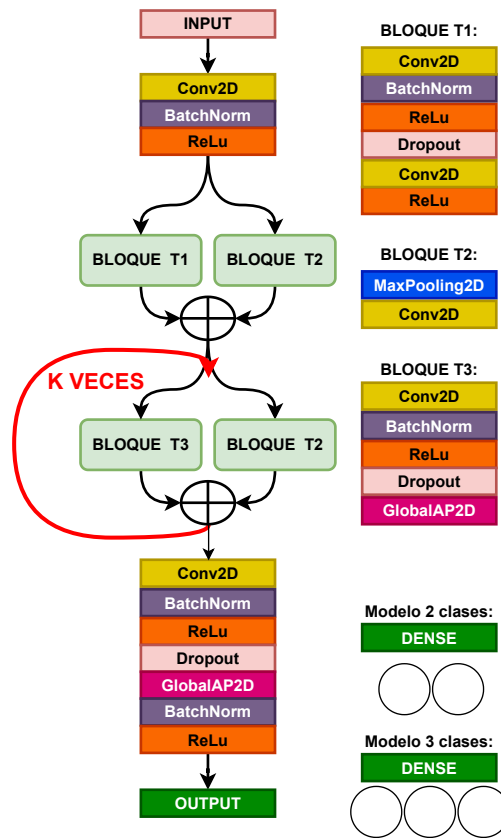 INPUT
Conv2D
BatchNorm
ReLu
BLOQUE T1
BLOQUE T2
K VECES
BLOQUE T3
BLOQUE T2
Conv2D
BatchNorm
ReLu
Dropout
GlobalAP2D
BatchNorm
ReLu
OUTPUT
BLOQUE T1:
Conv2D
BatchNorm
ReLu
Dropout
Conv2D
ReLu
BLOQUE T2:
MaxPooling2D
Conv2D
BLOQUE T3:
Conv2D
BatchNorm
ReLu
Dropout
GlobalAP2D
Modelo 2 clases:
DENSE
Modelo 3 clases:
DENSE